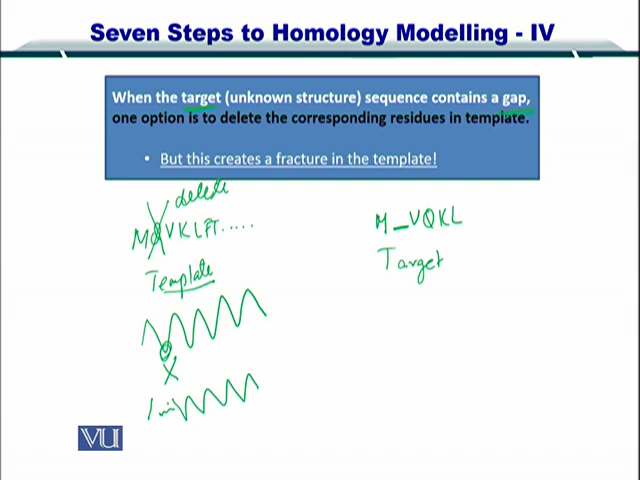 Seven Steps to Homology Modelling - IV
When the target (unknown structure) sequence contains a gap,
one option is to delete the corresponding residues in template.
• But this creates a fracture in the template!
delete
VKLFT.....
Template
M_VQKL
Target
VU